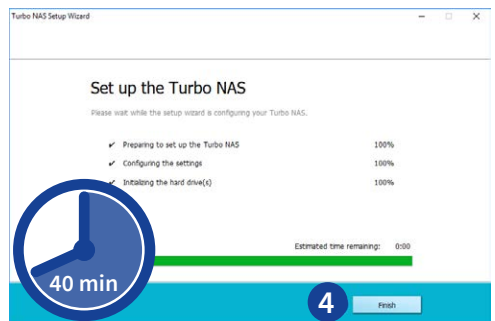 Turbo NAS Setup Wizard
Set up the Turbo NAS
Please wait while the setup wizard is configuring your Turbo NAS.
✔ Preparing to set up the Turbo NAS 100%
✔ Configuring the settings 100%
✔ Initializing the hard drive(s) 100%
Estimated time remaining: 0:00
40 min
4 Finish